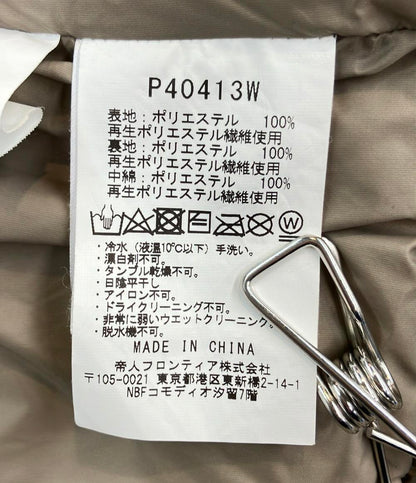 P40413W
表地：ポリエステル 100%
再生ポリエステル繊維使用
裏地：ポリエステル 100%
再生ポリエステル繊維使用
中綿：ポリエステル 100%
再生ポリエステル繊維使用
W
・冷水（液温10℃以下）手洗い。
・漂白剤不可。
・タンブル乾燥不可。
・日陰平干し
・アイロン不可。
・ドライクリーニング不可。
・非常に弱いウエットクリーニング。
・脱水機不可。
MADE IN CHINA
帝人フロンティア株式会社
〒105-0021 東京都港区東新橋2-14-1
NBFコモディオ汐留7階